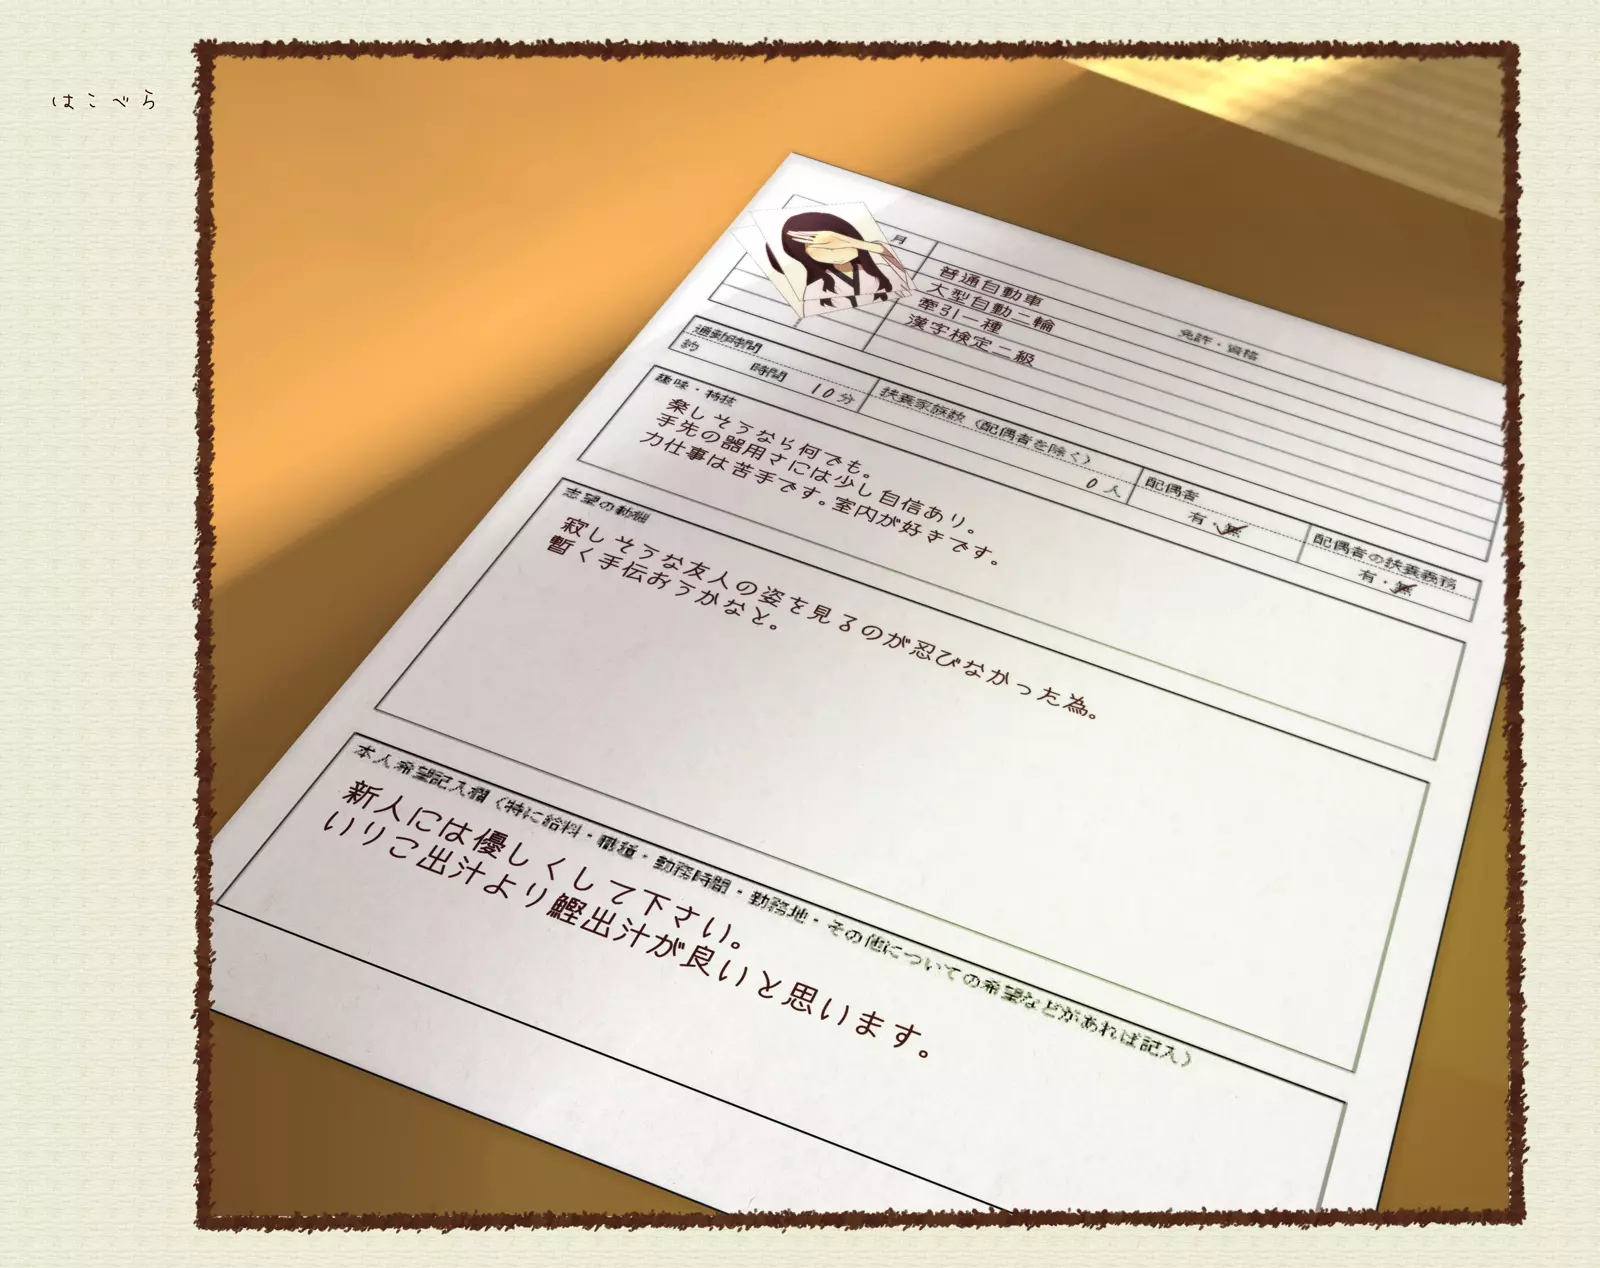 はこべら
月
免許・資格
普通自動車
大型自動二輪
牽引一種
漢字検定二級
通勤時間
約 時間 10分
扶養家族数（配偶者を除く）
0人
配偶者
有・無
配偶者の扶養義務
有・無
趣味・特技
楽しそうなら何でも。
手先の器用さには少し自信あり。
力仕事は苦手です。室内が好きです。
志望の動機
寂しそうな友人の姿を見るのが忍びなかった為。
暫く手伝おうかなと。
本人希望記入欄（特に給料・職種・勤務時間・勤務地・その他についての希望などがあれば記入）
新人には優しくして下さい。
いりこ出汁より鰹出汁が良いと思います。